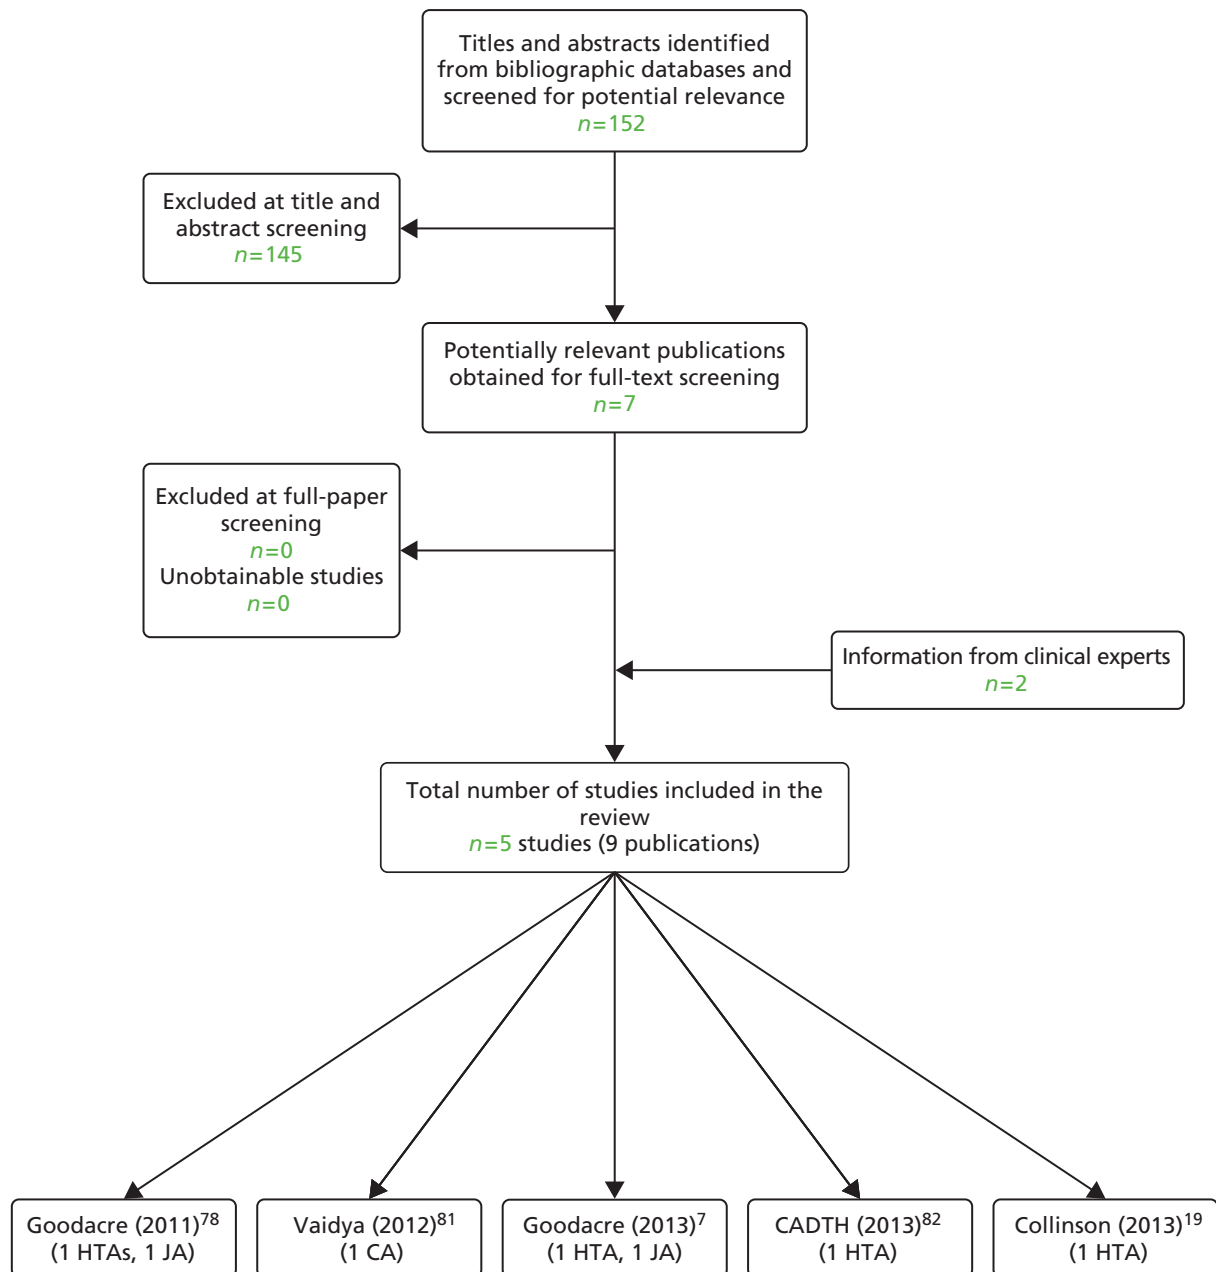 Titles and abstracts identified
from bibliographic databases and
screened for potential relevance
n=152
Excluded at title and
abstract screening
n=145
Potentially relevant publications
obtained for full-text screening
n=7
Excluded at full-paper
screening
n=0
Unobtainable studies
n=0
Information from clinical experts
n=2
Total number of studies included in the
review
n=5 studies (9 publications)
Goodacre (2011)78
(1 HTAs, 1 JA)
Vaidya (2012)81
(1 CA)
Goodacre (2013)7
(1 HTA, 1 JA)
CADTH (2013)82
(1 HTA)
Collinson (2013)19
(1 HTA)